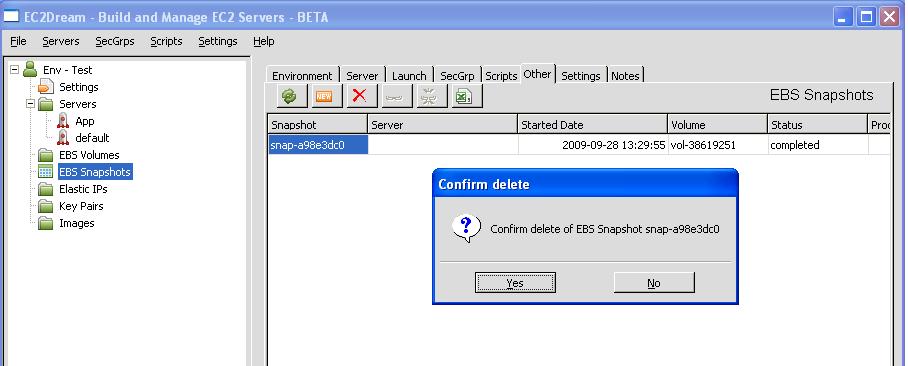 EC2Dream - Build and Manage EC2 Servers - BETA
File Servers SecGrps Scripts Settings Help
Env - Test
Settings
Servers
App
default
EBS Volumes
EBS Snapshots
Elastic IPs
Key Pairs
Images
Environment Server Launch SecGrp Scripts Other Settings Notes
NEW
EBS Snapshots
Snapshot Server Started Date Volume Status Proc
snap-a98e3dc0 2009-09-28 13:29:55 vol-38619251 completed
Confirm delete
Confirm delete of EBS Snapshot snap-a98e3dc0
Yes No